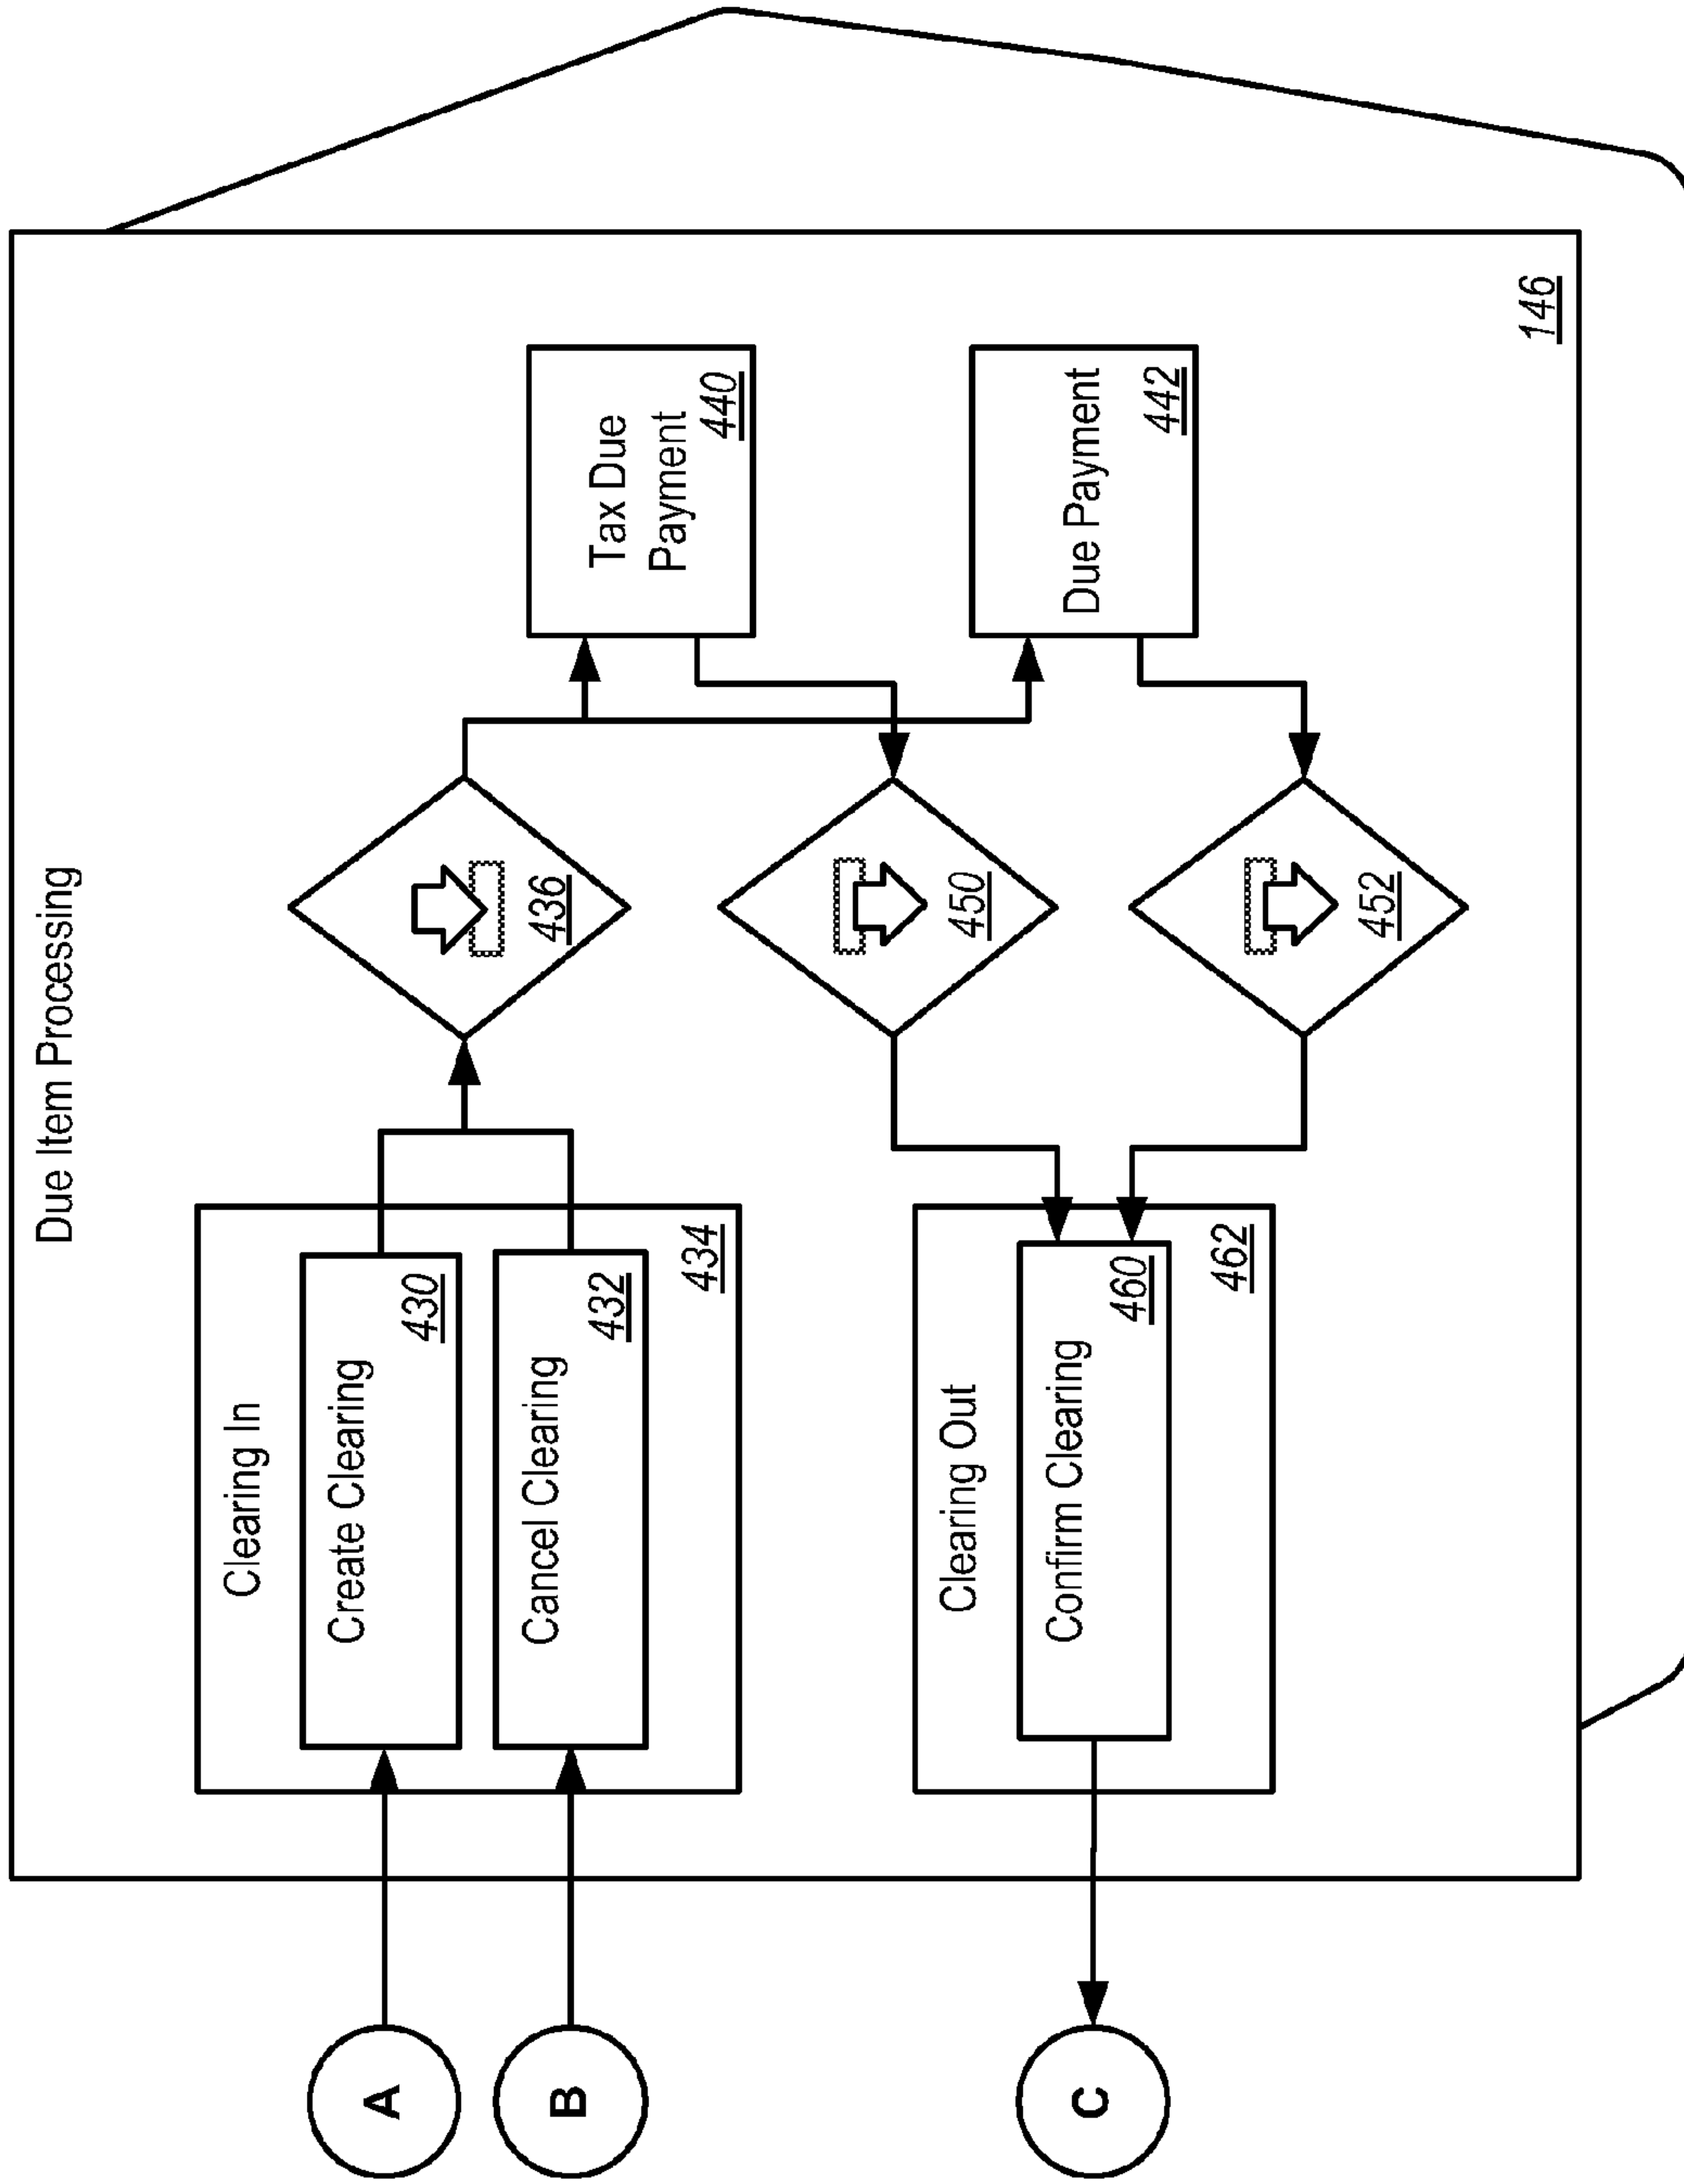 Due Item Processing
A
Clearing In
Create Clearing
430
B
Cancel Clearing
432
434
436
Tax Due
Payment
440
450
Due Payment
442
452
C
Clearing Out
Confirm Clearing
460
462
146